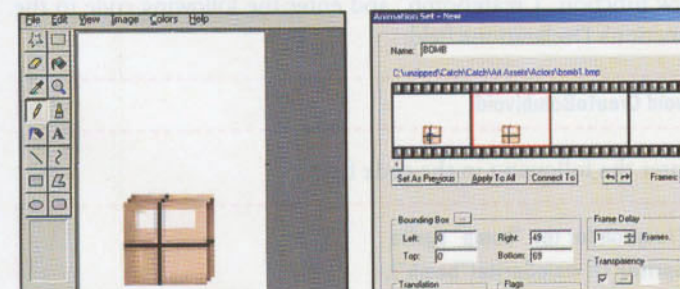 File Edit View Image Colors Help
A
Animation Set - New
Name: BOMB
C:\unzipped\Catch\Catch\Art Assets\Actors\bomb1.bmp
Set As Previous Apply To All Connect To Frames:
Bounding Box ...
Left: 0 Right: 49
Top: 0 Bottom: 69
Frame Delay
1 Frames.
Transparency
Translation
Flags